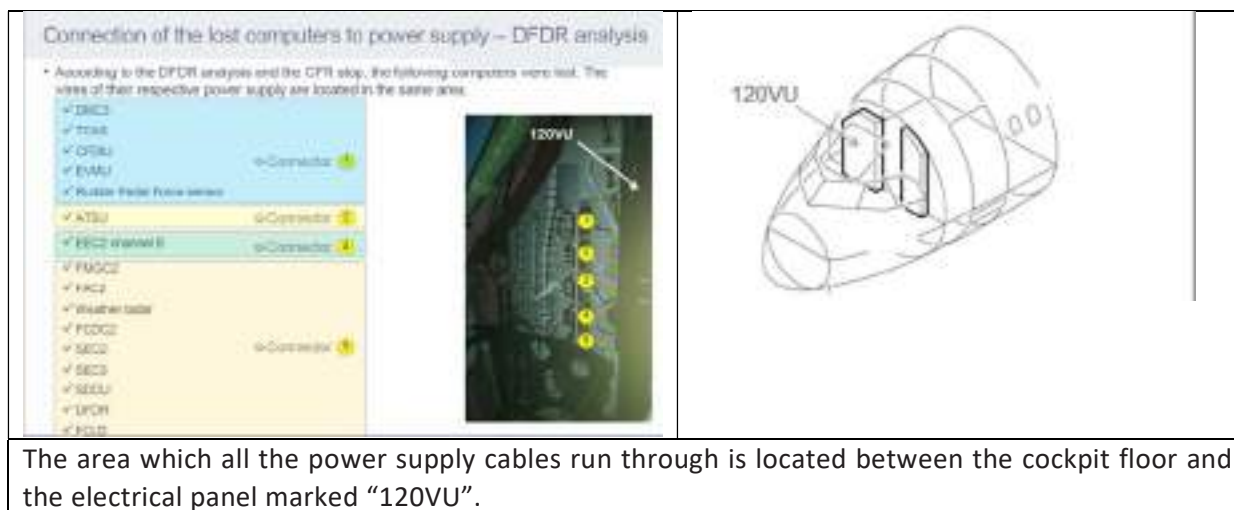 Connection of the lost computers to power supply – DFDR analysis
• According to the DFDR analysis and the CFR stop, the following computers were lost. The
wires of their respective power supply are located in the same area.
✓ DMC3
✓ TCAS
✓ CFDIU
✓ EVMU
✓ Rudder Pedal Force sensor
Connector 1
✓ ATSU
Connector 2
✓ EEC2 channel B
Connector 4
✓ FMGC2
✓ FAC2
✓ Weather radar
✓ FCDC2
✓ SEC2
✓ SEC3
✓ SDCU
✓ DFDR
Connector
120VU
120VU
The area which all the power supply cables run through is located between the cockpit floor and
the electrical panel marked “120VU”.